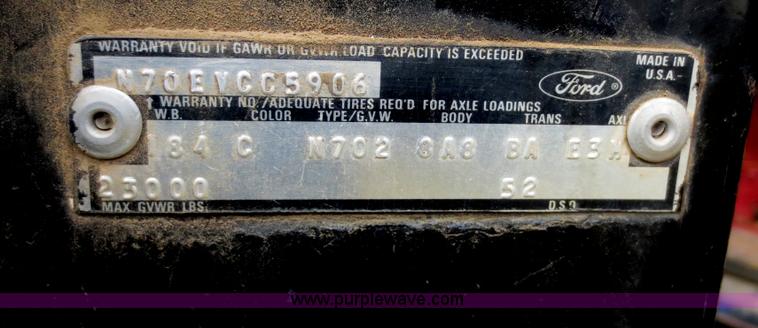 WARRANTY VOID IF GAWR OR GVWR LOAD CAPACITY IS EXCEEDED
MADE IN
U.S.A.
N70EVCC5906
Ford ®
↑ WARRANTY NO./ADEQUATE TIRES REQ'D FOR AXLE LOADINGS
W.B. COLOR TYPE/G.V.W. BODY TRANS
184 C N702 8A8 BA
23000 52
MAX GVWR LBS. D.S.O.
www.purplewave.com